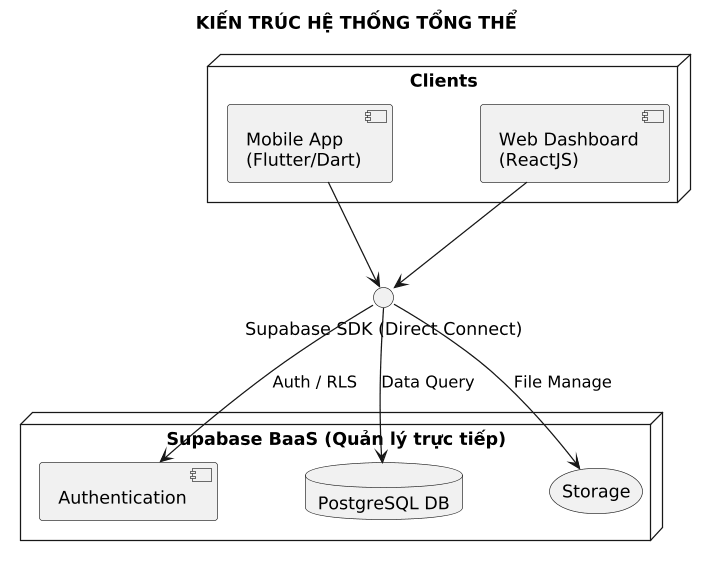 KIẾN TRÚC HỆ THỐNG TỔNG THỂ
Clients
Mobile App
(Flutter/Dart)
Web Dashboard
(ReactJS)
Supabase SDK (Direct Connect)
Auth / RLS
Data Query
File Manage
Supabase BaaS (Quản lý trực tiếp)
Authentication
PostgreSQL DB
Storage